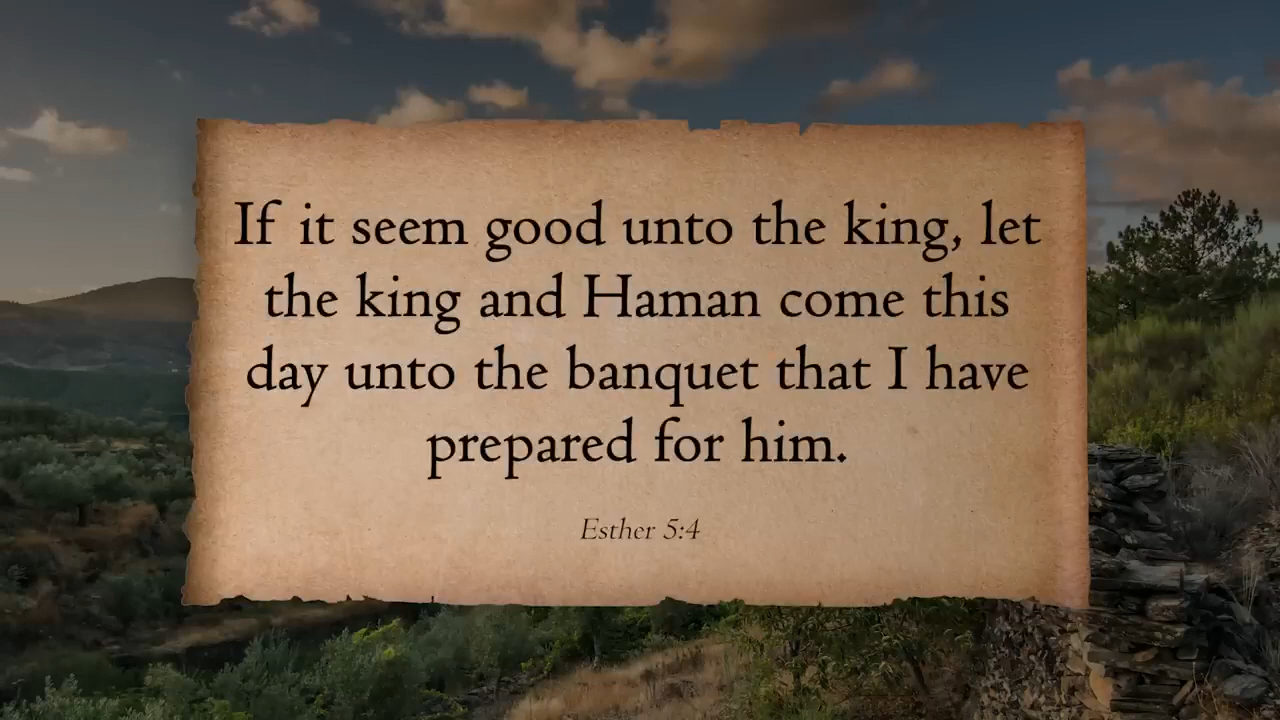 If it seem good unto the king, let
the king and Haman come this
day unto the banquet that I have
prepared for him.
Esther 5:4